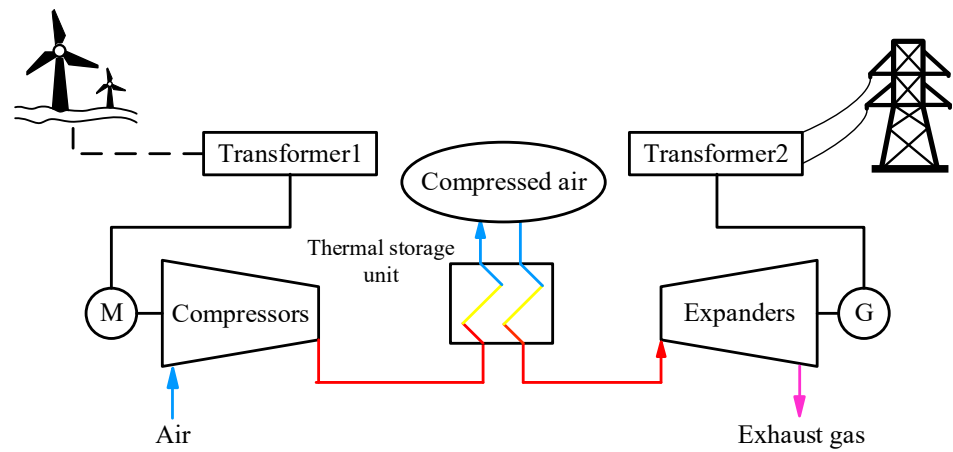 Transformer1
Transformer2
Compressed air
Thermal storage
unit
M
Compressors
Expanders
G
Air
Exhaust gas